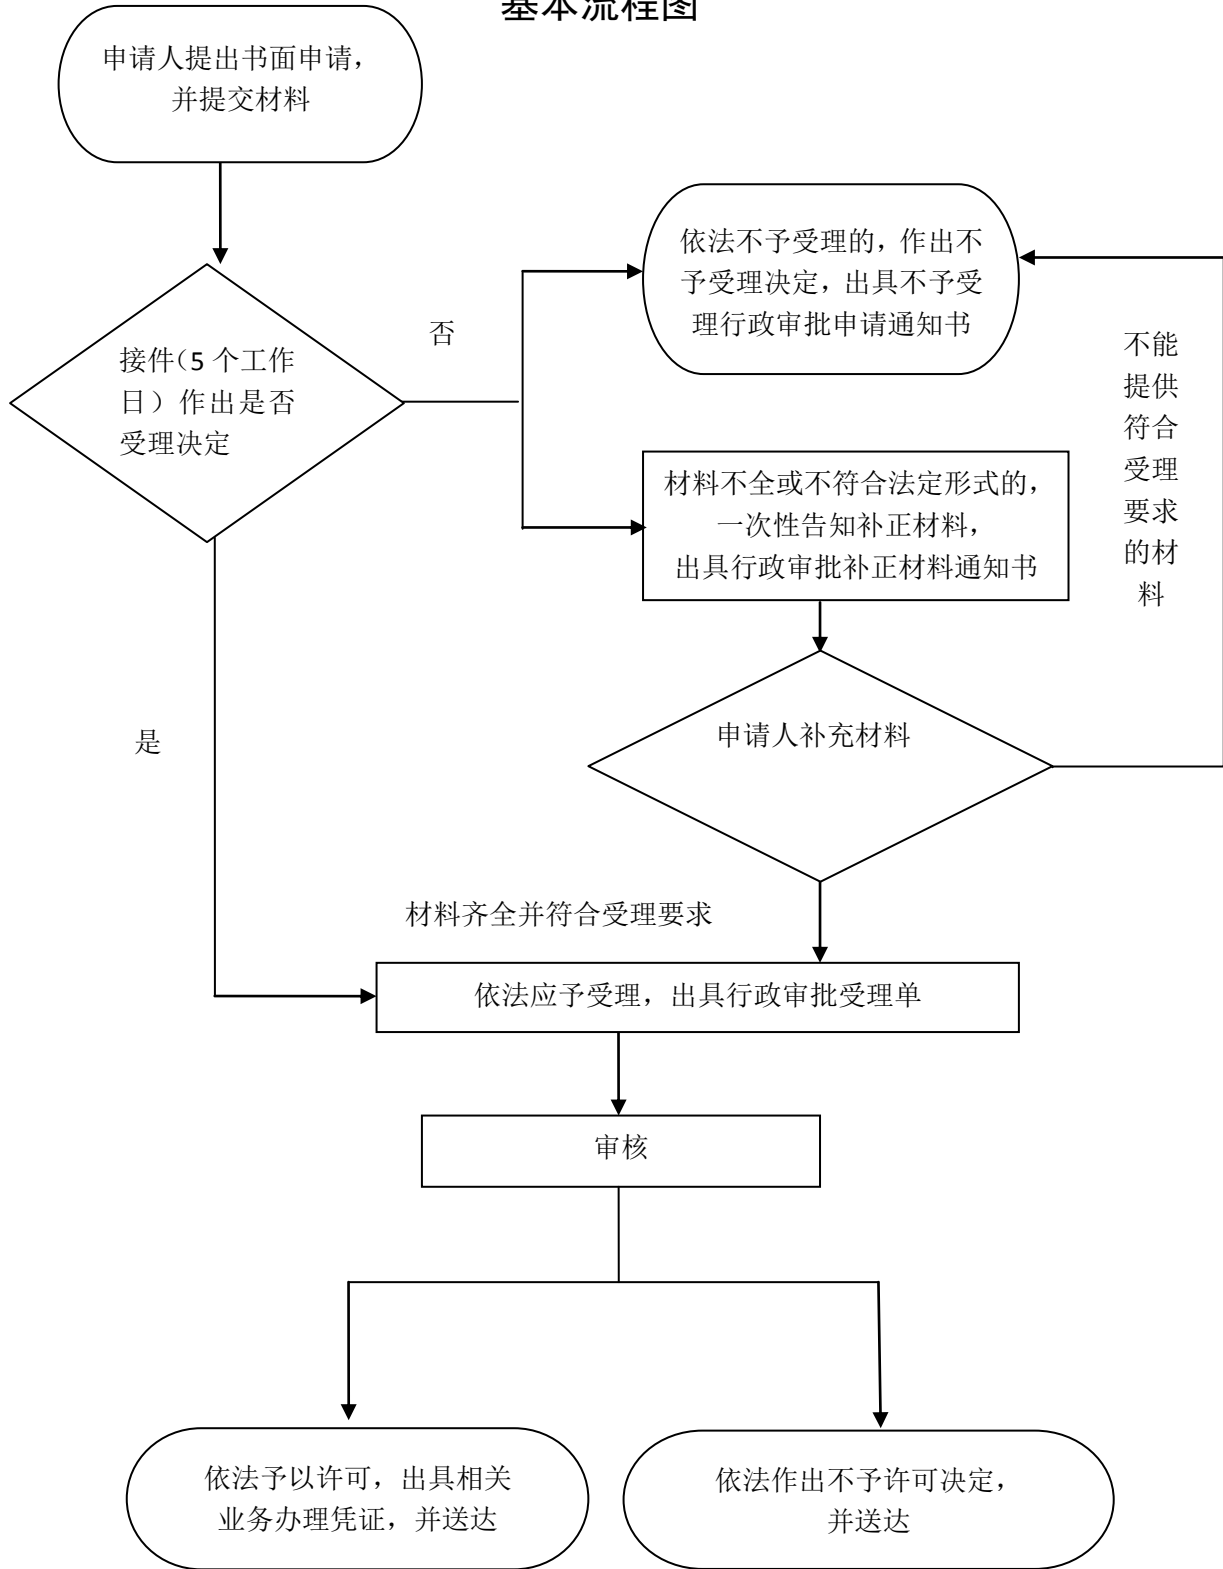 基本流程图
申请人提出书面申请，
并提交材料
依法不予受理的，作出不
予受理决定，出具不予受
理行政审批申请通知书
否
接件（5 个工作
日）作出是否
受理决定
不能
提供
符合
受理
要求
的材
料
材料不全或不符合法定形式的，
一次性告知补正材料，
出具行政审批补正材料通知书
是
申请人补充材料
材料齐全并符合受理要求
依法应予受理，出具行政审批受理单
审核
依法予以许可，出具相关
业务办理凭证，并送达
依法作出不予许可决定，
并送达